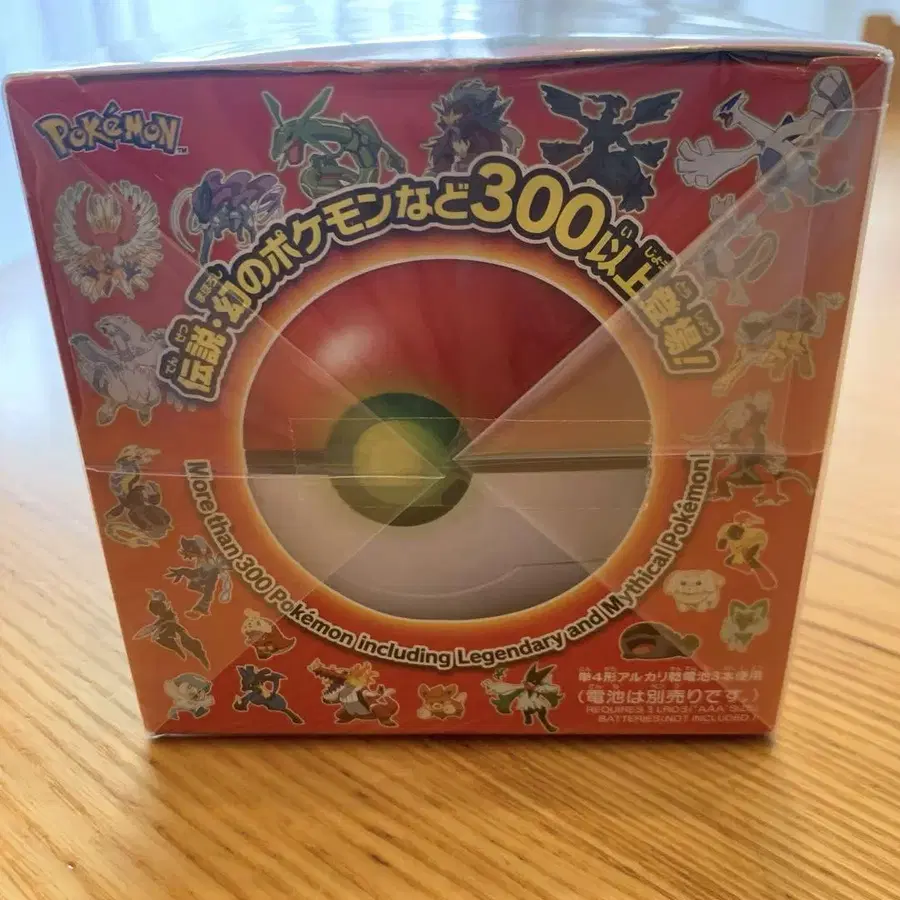 POKéMON™
伝説・幻のポケモンなど300以上登場!
More than 300 Pokémon including Legendary and Mythical Pokémon!
単4形アルカリ乾電池3本使用
(電池は別売りです。)
REQUIRES 3 LR03("AAA"SIZE)
BATTERIES(NOT INCLUDED.)